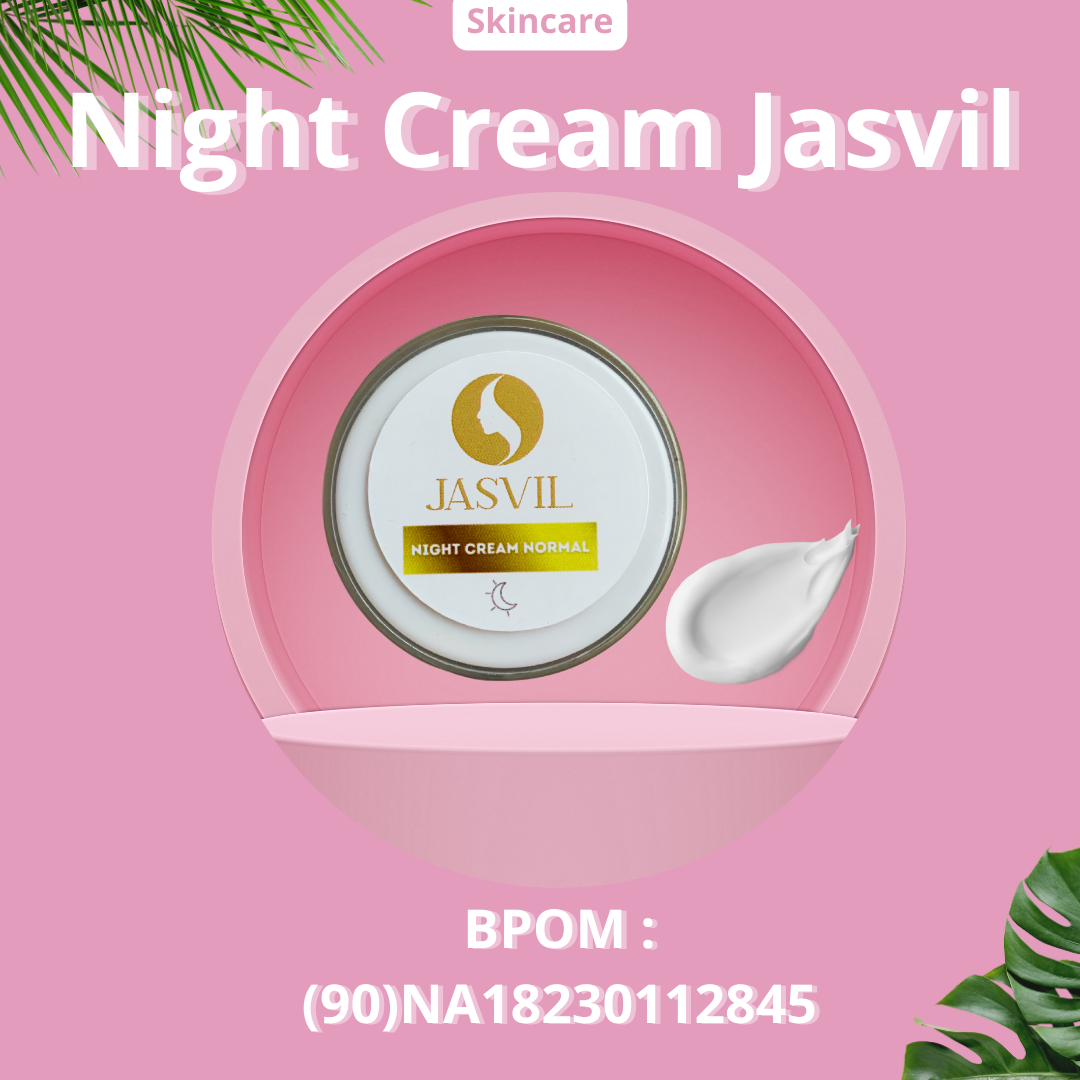 Skincare
Night Cream Jasvil
JASVIL
NIGHT CREAM NORMAL
BPOM :
(90)NA18230112845